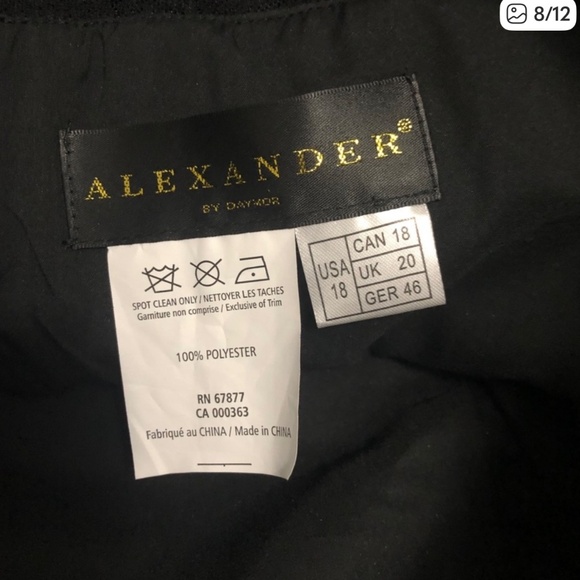 8/12
ALEXANDER®
BY DAYMOR
USA 18
CAN 18
UK 20
GER 46
SPOT CLEAN ONLY / NETTOYER LES TACHES
Garniture non comprise / Exclusive of Trim
100% POLYESTER
RN 67877
CA 000363
Fabriqué au CHINA / Made in CHINA